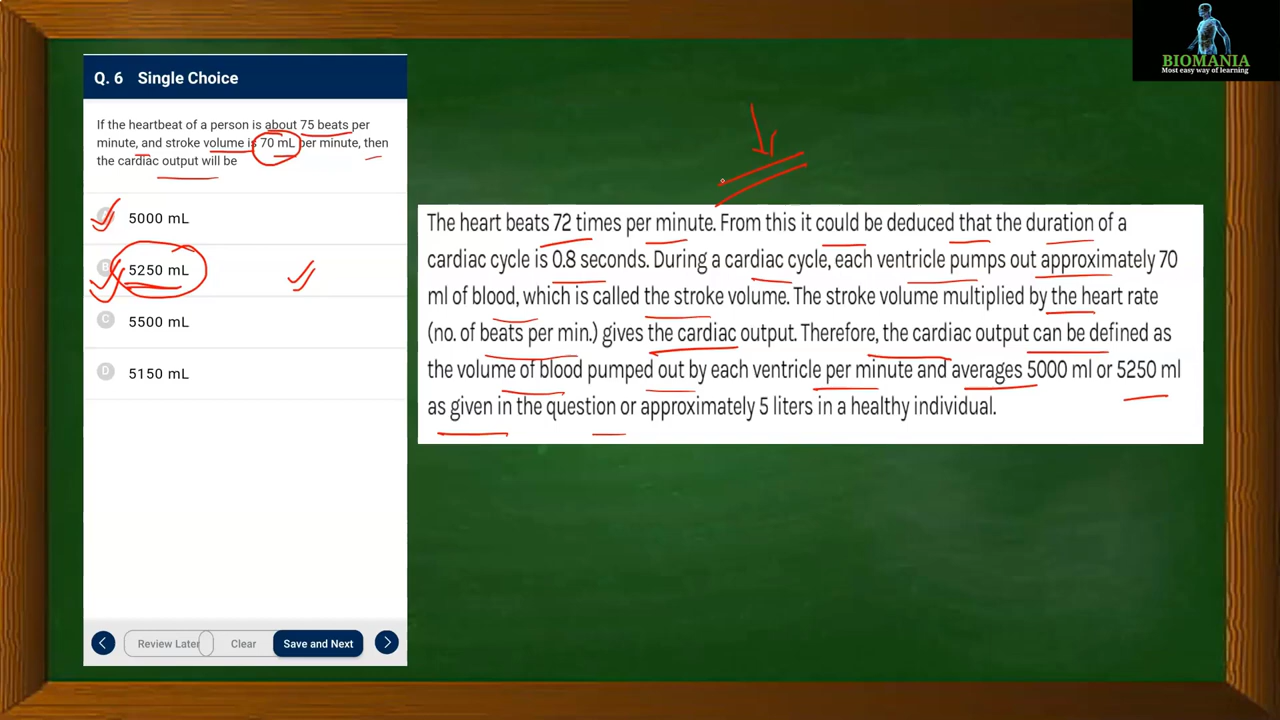 BIOMANIA
Most easy way of learning
Q. 6 Single Choice
If the heartbeat of a person is about 75 beats per
minute, and stroke volume is 70 mL per minute, then
the cardiac output will be
5000 mL
B 5250 mL
C 5500 mL
D 5150 mL
Review Later Clear Save and Next
The heart beats 72 times per minute. From this it could be deduced that the duration of a
cardiac cycle is 0.8 seconds. During a cardiac cycle, each ventricle pumps out approximately 70
ml of blood, which is called the stroke volume. The stroke volume multiplied by the heart rate
(no. of beats per min.) gives the cardiac output. Therefore, the cardiac output can be defined as
the volume of blood pumped out by each ventricle per minute and averages 5000 ml or 5250 ml
as given in the question or approximately 5 liters in a healthy individual.